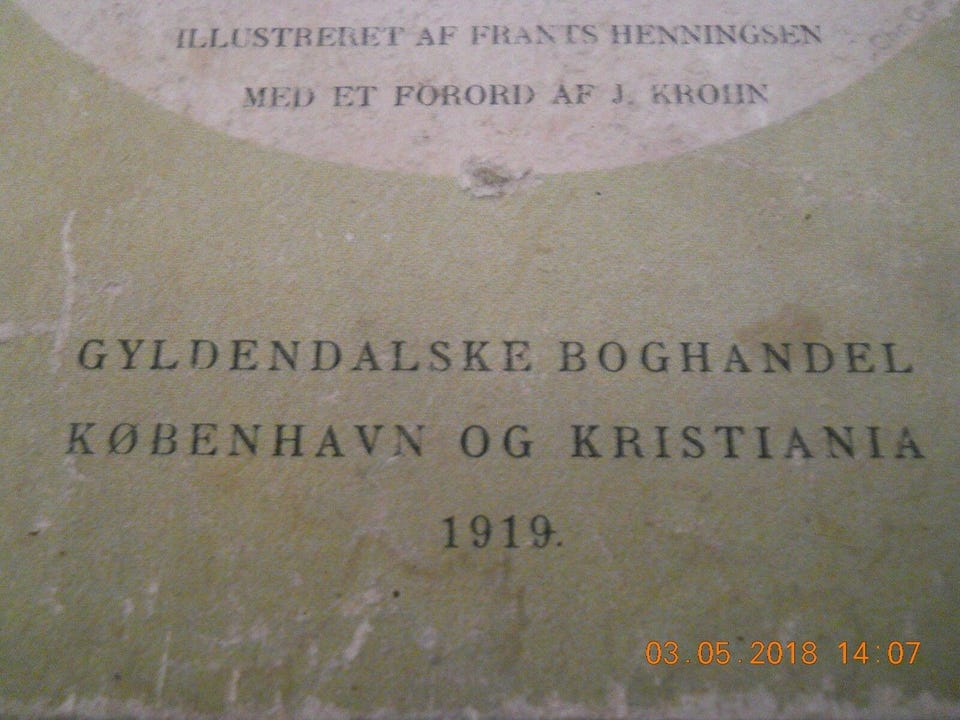 ILLUSTRERET AF FRANTS HENNINGSEN
MED ET FORORD AF J. KROHN
GYLDENDALSKE BOGHANDEL
KØBENHAVN OG KRISTIANIA
1919.
03.05.2018 14:07